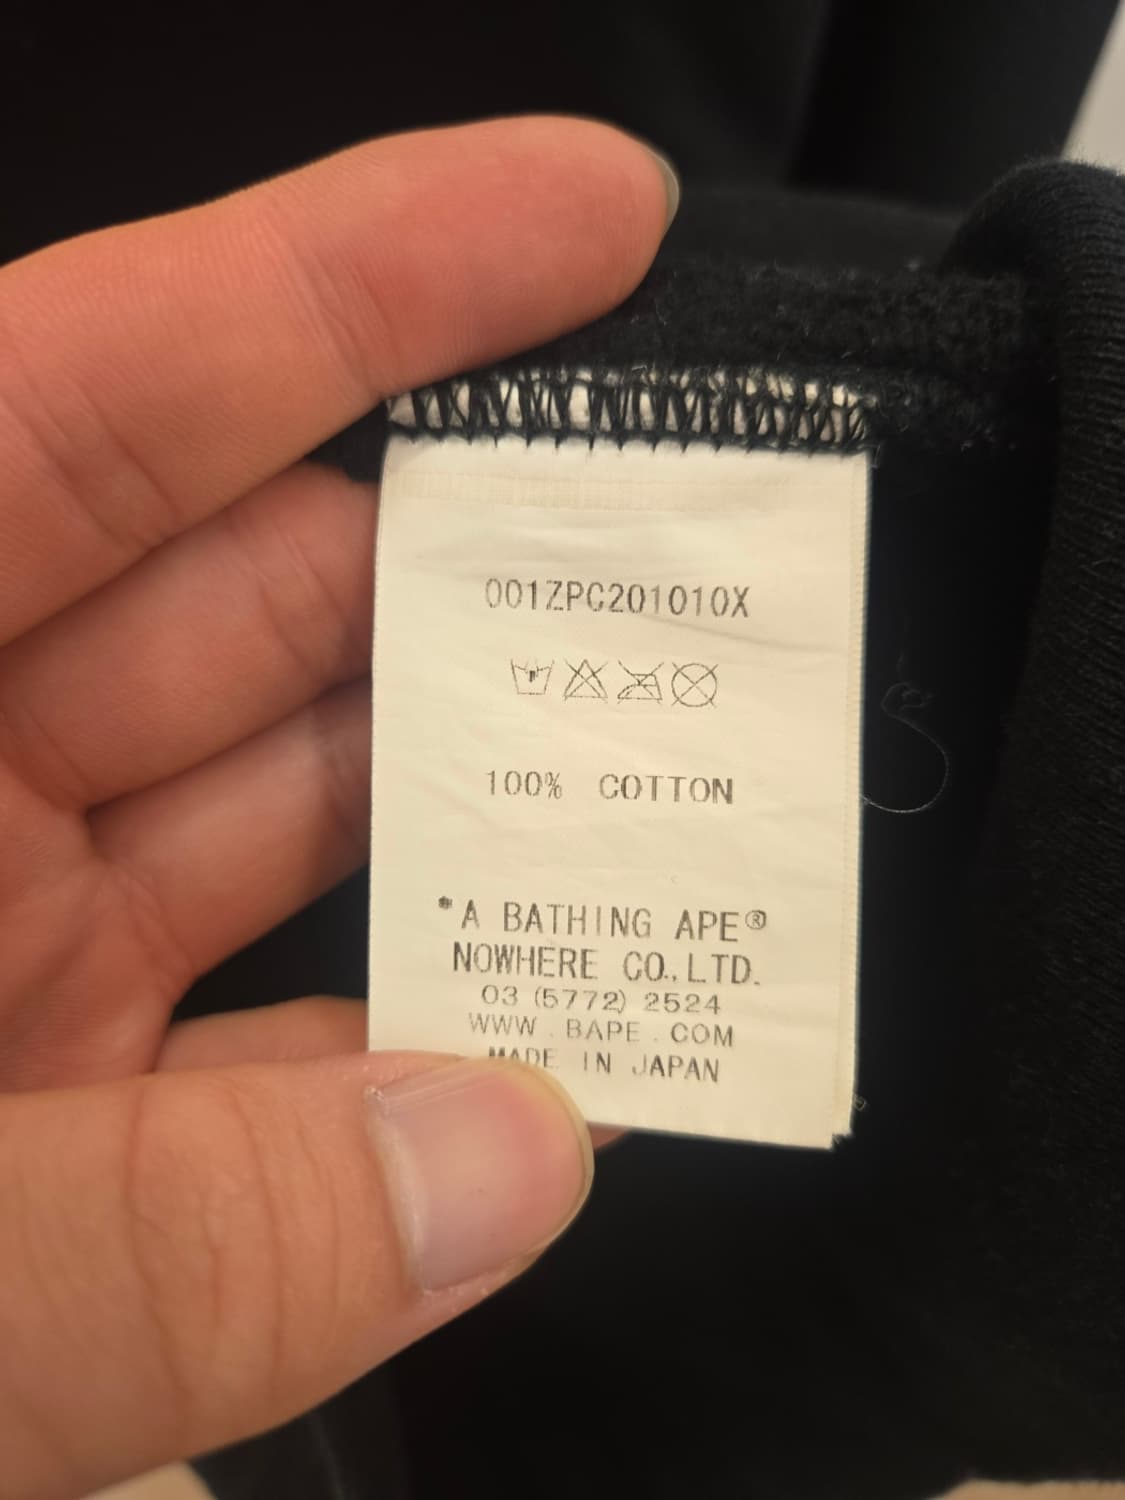 001ZPC201010X
100% COTTON
*A BATHING APE®
NOWHERE CO.,LTD.
03 (5772) 2524
WWW.BAPE.COM
MADE IN JAPAN